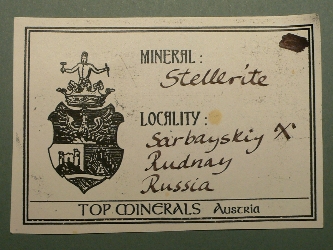 MINERAL :
Stellerite
LOCALITY :
Sarbayskiy X
Rudnay
Russia
TOP MINERALS Austria